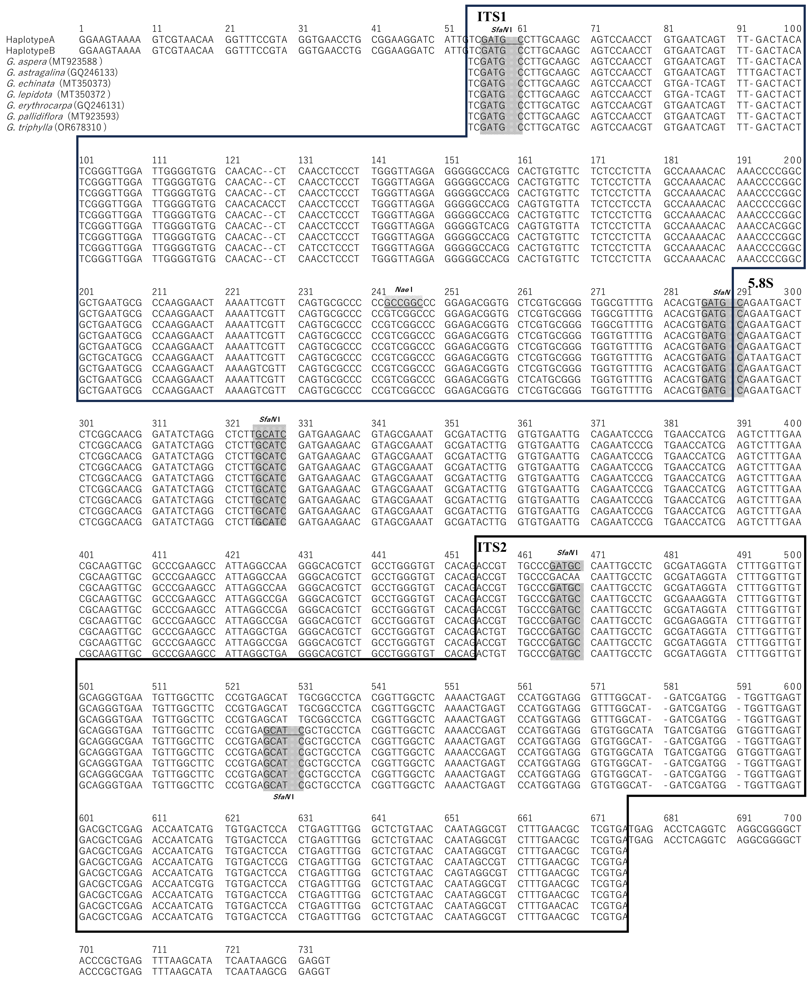 ITS1
1 11 21 31 41 51 SfaN I 61 71 81 91 100
HaplotypeA GGAAGTAAAA GTCGTAACAA GGTTTCCGTA GGTGAACCTG CGGAAGGATC ATTGTCGATG CCTTGCAAGC AGTCCAACCT GTGAATCAGT TT-GACTACA
HaplotypeB GGAAGTAAAA GTCGTAACAA GGTTTCCGTA GGTGAACCTG CGGAAGGATC ATTGTCGATG CCTTGCAAGC AGTCCAACCT GTGAATCAGT TT-GACTACA
G. aspera (MT923588 ) TCGATG CCTTGCAAGC AGTCCAACCT GTGAATCAGT TT-GACTACA
G. astragalina (GQ246133) TCGATG CCTTGCAAGC AGTCCAACCT GTGAATCAGT TTTGACTACT
G. echinata (MT350373) TCGATG CCTTGCAAGC AGTCCAACCT GTGA-TCAGT TT-GACTACT
G. lepidota (MT350372 ) TCGATG CCTTGCAAGC AGTCCAACCT GTGA-TCAGT TT-GACTACT
G. erythrocarpa (GQ246131) TCGATG CCTTGCATGC AGTCCAACGT GTGAATCAGT TT-GACTACT
G. pallidiflora (MT923593) TCGATG CCTTGCAAGC AGTCCAACCT GTGAATCAGT TT-GACTACT
G. triphylla (OR678310 ) TCGATG CCTTGCATGC AGTCCAACGT GTGAATCAGT TT-GACTACT
101 111 121 131 141 151 161 171 181 191 200
TCGGGTTGGA TTGGGGTGTG CAACAC--CT CAACCTCCCT TGGGTTAGGA GGGGGCCACG CACTGTGTTC TCTCCTCTTA GCCAAAACAC AAACCCCGGC
TCGGGTTGGA TTGGGGTGTG CAACAC--CT CAACCTCCCT TGGGTTAGGA GGGGGCCACG CACTGTGTTC TCTCCTCTTA GCCAAAACAC AAACCCCGGC
TCGGGTTGGA TTGGGGTGTG CAACAC--CT CAACCTCCCT TGGGTTAGGA GGGGGCCACG CACTGTGTTC TCTCCTCTTA GCCAAAACAC AAACCCCGGC
TCGGGTTGGA TTGGGGTGTG CAACACACCT CAACCTCCCT TGGGTTAGGA GGGGGCCACG CAGTGTGTTA TCTCCTCCTA GCCAAAACAC AACCCCCGGC
TCGGGTTGGA TTGGGGTGTG CAACAC--CT CAACCTCCCT TGGGTTAGGA GGGGGCCACG CACTGTGTTC TCTCCTCTTG GCCAAAACAC AAACCCCGGC
TCGGGTTGGA TTGGGGTGTG CAACAC--CT CAACCTCCCT TGGGTTAGGA GGGGGTCACG CAGTGTGTTA TCTCCTCTTA GCCAAAACAC AAACCACGGC
TCGGGTTGGA TTGGGGTGTG CAACAC--CT CAACCTCCCT TGGGTTAGGA GGGGGCCACG CACTGTGTTC TCTCCTCTTA GCCAAAACAC AAACCCCGGC
TCGGGTTGGA TTGGGGTGTG CAACAC--CT CATCCTCCCT TGGGTTAGGA GGGGGCCACG CACTGTGTTC TCTCCTCTTA GCCAAAACAC AAACCCCGGC
TCGGGTTGGA TTGGGGTGTG CAACAC--CT CAACCTCCCT TGGGTTAGGA GGGGGCCACG CACTGTGTTC TCTCCTCTTA GCCAAAACAC AAACCCCGGC
5.8S
201 211 221 231 241 Nae I 251 261 271 281 SfaN 291 300
GCTGAATGCG CCAAGGAACT AAAATTCGTT CAGTGCGCCC CCGCCGGCCC GGAGACGGTG CTCGTGCGGG TGGCGTTTTG ACACGTGATG CAGAATGACT
GCTGAATGCG CCAAGGAACT AAAATTCGTT CAGTGCGCCC CCGTCGGCCC GGAGACGGTG CTCGTGCGGG TGGCGTTTTG ACACGTGATG CAGAATGACT
GCTGAATGCG CCAAGGAACT AAAATTCGTT CAGTGCGCCC CCGTCGGCCC GGAGACGGTG CTCGTGCGGG TGGCGTTTTG ACACGTGATG CAGAATGACT
GCTGAATGCG CCAAGGAACT AAAATTCGTT CAGTGCGCCC CCGTCGGCCC GGAGACGGTG CTCGTGCGGG TGGTGTTTTG ACACGTGATG CAGAATGACT
GCTGAATGCG CCAAGGAACT AAAATTCGTT CAGTGCGCCC CCGTCGGCCC GGAGACGGTG CTCGTGCGGG TGGTGTTTTG ACACGTGATG CAGAATGACT
GCTGCATGCG CCAAGGAACT AAAATTCGTT CAGTGCGCCC CCGTCGGCCC GGAGACGGTG CTCGTGCGGG TGGTGTTTTG ACACGTGATG CATAATGACT
GCTGAATGCG CCAAGGAACT AAAAGTCGTT CAGTGCGCCC CCGTCGGCCC GGAGACGGTG CTCGTGCGGG TGGTGTTTTG ACACGTGATG CAGAATGACT
GCTGAATGCG CCAAGGAACT AAAATTCGTT CAGTGCGCCC CCGTCGGCCC GGAGACGGTG CTCATGCGGG TGGTGTTTTG ACACGTGATG CAGAATGACT
GCTGAATGCG CCAAGGAACT AAAAGTCGTT CAGTGCGCCC CCGTCGGCCC GGAGACGGTG CTCGTGCGGG TGGTGTTTTG ACACGTGATG CAGAATGACT
SfaN I
301 311 321 331 341 351 361 371 381 391 400
CTCGGCAACG GATATCTAGG CTCTTGCATC GATGAAGAAC GTAGCGAAAT GCGATACTTG GTGTGAATTG CAGAATCCCG TGAACCATCG AGTCTTTGAA
CTCGGCAACG GATATCTAGG CTCTTGCATC GATGAAGAAC GTAGCGAAAT GCGATACTTG GTGTGAATTG CAGAATCCCG TGAACCATCG AGTCTTTGAA
CTCGGCAACG GATATCTAGG CTCTTGCATC GATGAAGAAC GTAGCGAAAT GCGATACTTG GTGTGAATTG CAGAATCCCG TGAACCATCG AGTCTTTGAA
CTCGGCAACG GATATCTAGG CTCTTGCATC GATGAAGAAC GTAGCGAAAT GCGATACTTG GTGTGAATTG CAGAATCCCG TGAACCATCG AGTCTTTGAA
CTCGGCAACG GATATCTAGG CTCTTGCATC GATGAAGAAC GTAGCGAAAT GCGATACTTG GTGTGAATTG CAGAATCCCG TGAACCATCG AGTCTTTGAA
CTCGGCAACG GATATCTAGG CTCTTGCATC GATGAAGAAC GTAGCGAAAT GCGATACTTG GTGTGAATTG CAGAATCCCG TGAACCATCG AGTCTTTGAA
CTCGGCAACG GATATCTAGG CTCTTGCATC GATGAAGAAC GTAGCGAAAT GCGATACTTG GTGTGAATTG CAGAATCCCG TGAACCATCG AGTCTTTGAA
CTCGGCAACG GATATCTAGG CTCTTGCATC GATGAAGAAC GTAGCGAAAT GCGATACTTG GTGTGAATTG CAGAATCCCG TGAACCATCG AGTCTTTGAA
CTCGGCAACG GATATCTAGG CTCTTGCATC GATGAAGAAC GTAGCGAAAT GCGATACTTG GTGTGAATTG CAGAATCCCG TGAACCATCG AGTCTTTGAA
ITS2
401 411 421 431 441 451 461 SfaN I 471 481 491 500
CGCAAGTTGC GCCCGAAGCC ATTAGGCCAA GGGCACGTCT GCCTGGGTGT CACAGACCGT TGCCCGATGC CAATTGCCTC GCGATAGGTA CTTTGGTTGT
CGCAAGTTGC GCCCGAAGCC ATTAGGCCAA GGGCACGTCT GCCTGGGTGT CACAGACCGT TGCCCGACAA CAATTGCCTC GCGATAGGTA CTTTGGTTGT
CGCAAGTTGC GCCCGAAGCC ATTAGGCCAA GGGCACGTCT GCCTGGGTGT CACAGACCGT TGCCCGATGC CAATTGCCTC GCGATAGGTA CTTTGGTTGT
CGCAAGTTGC GCCCGAAGCC ATTAGGCCGA GGGCACGTCT GCCTGGGTGT CACAGACCGT TGCCCGATGC CAATTGCCTC GCGAAAGGTA CTTTGGTTGT
CGCAAGTTGC GCCCGAAGCC ATTAGGCCGA GGGCACGTCT GCCTGGGTGT CACAGACCGT TGCCCGATGC CAATTGCCTC GCGATAGGTA CTTTGGTTGT
CGCAAGTTGC GCCCGAAGCC ATTAGGCCGA GGGCACGTCT GCCTGGGTGT CACAGACCGT TGCCCGATGC CAATTGCCTC GCGAGAGGTA CTTTGGTTGT
CGCAAGTTGC GCCCGAAGCC ATTAGGCTGA GGGCACGTCT GCCTGGGTGT CACAGACTGT TGCCCGATGC CAATTGCCTC GCGATAGGTA CTTTGGTTGT
CGCAAGTTGC GCCCGAAGCC ATTAGGCCGA GGGCACGTCT GCCTGGGTGT CACAGACCGT TGCCCGATGC CAATTGCCTC GCGATAGGTA CTTTGGTTGT
CGCAAGTTGC GCCCGAAGCC ATTAGGCTGA GGGCACGTCT GCCTGGGTGT CACAGACTGT TGCCCGATGC CAATTGCCTC GCGATAGGTA CTTTGGTTGT
501 511 521 531 541 551 561 571 581 591 600
GCAGGGTGAA TGTTGGCTTC CCGTGAGCAT TGCGGCCTCA CGGTTGGCTC AAAACTGAGT CCATGGTAGG GTTTGGCAT- -GATCGATGG -TGGTTGAGT
GCAGGGTGAA TGTTGGCTTC CCGTGAGCAT TGCGGCCTCA CGGTTGGCTC AAAACTGAGT CCATGGTAGG GTTTGGCAT- -GATCGATGG -TGGTTGAGT
GCAGGGTGAA TGTTGGCTTC CCGTGAGCAT TGCGGCCTCA CGGTTGGCTC AAAACTGAGT CCATGGTAGG GTTTGGCAT- -GATCGATGG -TGGTTGAGT
GCAGGGTGAA TGTTGGCTTC CCGTGAGCAT CGCTGCCTCA CGGTTGGCTC AAAACCGAGT CCATGGTAGG GTGTGGCATA TGATCGATGG GTGGTTGAGT
GCAGGGCGAA TGTTGGCTTC CCGTGAGCAT CGCTGCCTCA CGGTTGGCTC AAAACTGAGT CCATGGTAGG GTGTGGCAT- -GATCGATGG -TGGTTGAGT
GCAGGGTGAA TGTTGGCTTC CCGTGAGCAT CGCTGCCTCA CGGTTGGCTC AAAACCGAGT CCATGGTAGG GTGTGGCATA TGATCGATGG GTGGTTGAGT
GCAGGGTGAA TGTTGGCTTC CCGTGAGCAT CGCTGCCTCA CGGTTGGCTC AAAACTGAGT CCATGGTAGG GTGTGGCAT- -GATCGATGG -TGGTTGAGT
GCAGGGCGAA TGTTGGCTTC CCGTGAGCAT CGCTGCCTCA CGGTTGGCTC AAAACTGAGT CCATGGTAGG GTGTGGCAT- -GATCGATGG -TGGTTGAGT
GCAGGGTGAA TGTTGGCTTC CCGTGAGCAT CGCTGCCTCA CGGTTGGCTC AAAACTGAGT CCATGGTAGG GTGTGGCAT- -GATCGATGG -TGGTTGAGT
SfaN I
601 611 621 631 641 651 661 671 681 691 700
GACGCTCGAG ACCAATCATG TGTGACTCCA CTGAGTTTGG GCTCTGTAAC CAATAGGCGT CTTTGAACGC TCGTGATGAG ACCTCAGGTC AGGCGGGGCT
GACGCTCGAG ACCAATCATG TGTGACTCCA CTGAGTTTGG GCTCTGTAAC CAATAGGCGT CTTTGAACGC TCGTGATGAG ACCTCAGGTC AGGCGGGGCT
GACGCTCGAG ACCAATCATG TGTGACTCCA CTGAGTTTGG GCTCTGTAAC CAATAGGCGT CTTTGAACGC TCGTGA
GACGCTCGAG ACCAATCATG TGTGACTCCG CTGAGTTTGG GCTCTGTAAC CAATAGCCGT CTTTGAACGC TCGTGA
GACGCTCGAG ACCAATCATG TGTGACTCCA CTGAGTTTGG GCTCTGTAAC CAGTAGGCGT CTTTGAACGC TCGTGA
GACGCTCGAG ACCAATCGTG TGTGACTCCA CTGAGTTTGG GCTCTGTAAC CAATAGGCGT CTTTGAACGC TCGTGA
GACGCTCGAG ACCAATCATG TGTGACTCCA CTGAGTTTGG GCTCTGTAAC CAATAGGCGT CTTTGAACGC TCGTGA
GACGCTCGAG ACCAATCATG TGTGACTCCA CTGAGTTTGG GCTCTGTAAC CAATAGGCGT CTTTGAACAC TCGTGA
GACGCTCGAG ACCAATCATG TGTGACTCCA CTGAGTTTGG GCTCTGTAAC CAATAGGCGT CTTTGAACGC TCGTGA
701 711 721 731
ACCCGCTGAG TTTAAGCATA TCAATAAGCG GAGGT
ACCCGCTGAG TTTAAGCATA TCAATAAGCG GAGGT